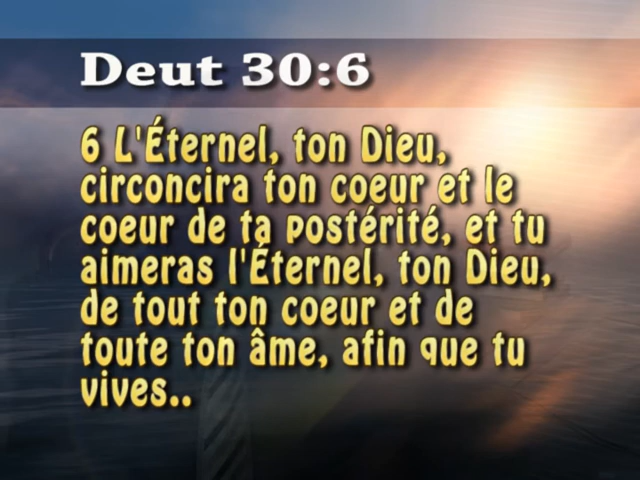 Deut 30:6
6 L'Éternel, ton Dieu,
circoncira ton coeur et le
coeur de ta postérité, et tu
aimeras l'Éternel, ton Dieu,
de tout ton coeur et de
toute ton âme, afin que tu
vives..